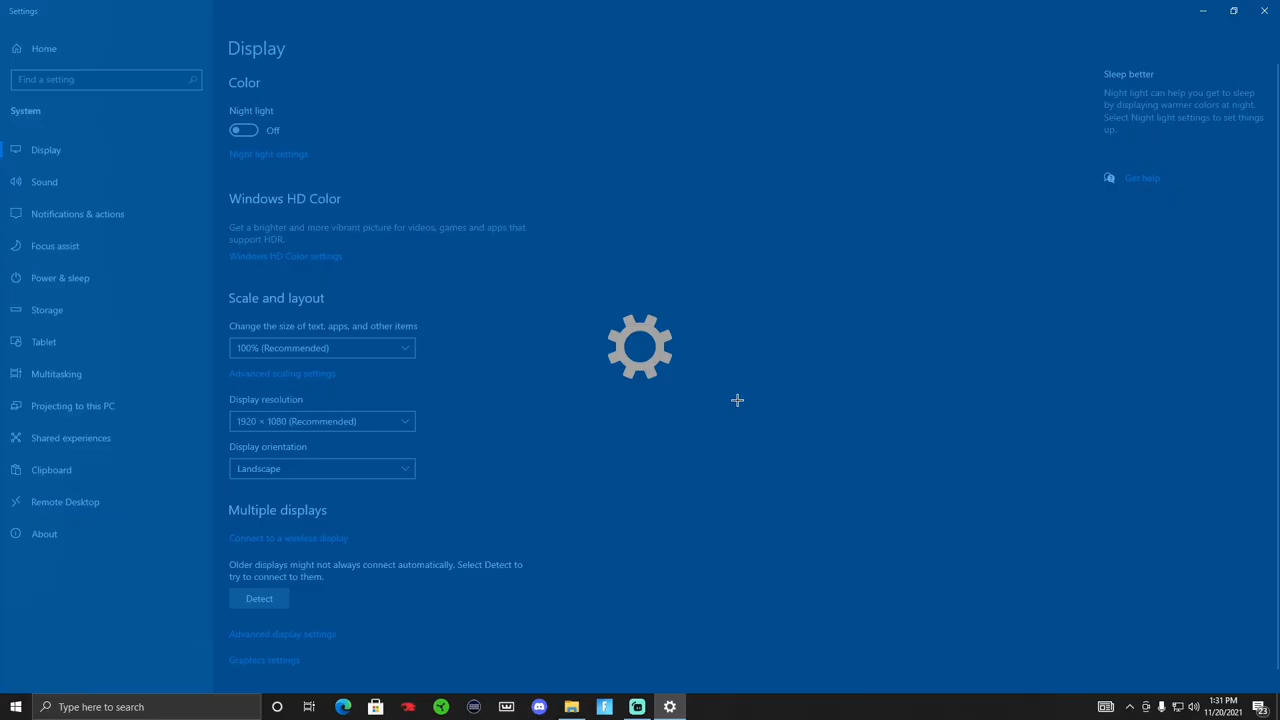 Settings
Home
Find a setting
System
Display
Sound
Notifications & actions
Focus assist
Power & sleep
Storage
Tablet
Multitasking
Projecting to this PC
Shared experiences
Clipboard
Remote Desktop
About
Display
Color
Night light
Off
Night light settings
Windows HD Color
Get a brighter and more vibrant picture for videos, games and apps that
support HDR.
Windows HD Color settings
Scale and layout
Change the size of text, apps, and other items
100% (Recommended)
Advanced scaling settings
Display resolution
1920 × 1080 (Recommended)
Display orientation
Landscape
Multiple displays
Connect to a wireless display
Older displays might not always connect automatically. Select Detect to
try to connect to them.
Detect
Advanced display settings
Graphics settings
Sleep better
Night light can help you get to sleep
by displaying warmer colors at night.
Select Night light settings to set things
up.
Get help
Type here to search
1:31 PM
11/20/2021